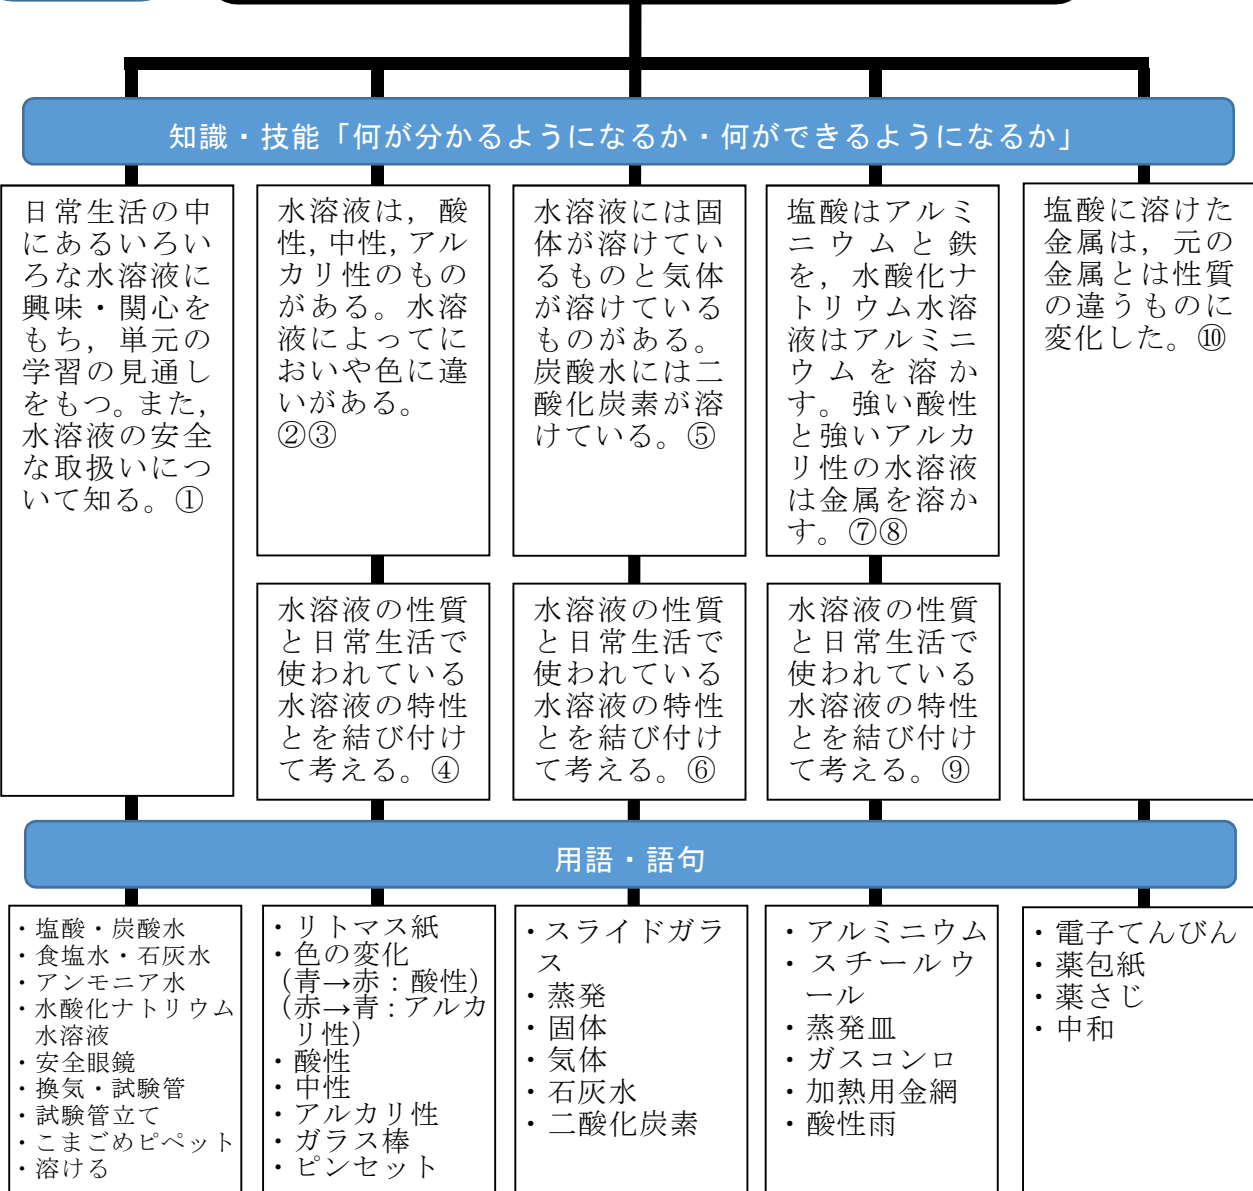 知識・技能「何が分かるようになるか・何ができるようになるか」
日常生活の中
にあるいろい
ろな水溶液に
興味・関心を
もち，単元の
学習の見通し
をもつ。また，
水溶液の安全
な取扱いにつ
いて知る。①
水溶液は，酸
性，中性，アル
カリ性のもの
がある。水溶
液によってに
おいや色に違
いがある。
②③
水溶液には固
体が溶けてい
るものと気体
が溶けている
ものがある。
炭酸水には二
酸化炭素が溶
けている。⑤
塩酸はアルミ
ニウムと鉄
を，水酸化ナ
トリウム水溶
液はアルミニ
ウムを溶か
す。強い酸性
と強いアルカ
リ性の水溶液
は金属を溶か
す。⑦⑧
塩酸に溶けた
金属は，元の
金属とは性質
の違うものに
変化した。⑩
水溶液の性質
と日常生活で
使われている
水溶液の特性
とを結び付け
て考える。④
水溶液の性質
と日常生活で
使われている
水溶液の特性
とを結び付け
て考える。⑥
水溶液の性質
と日常生活で
使われている
水溶液の特性
とを結び付け
て考える。⑨
用語・語句
・塩酸・炭酸水
・食塩水・石灰水
・アンモニア水
・水酸化ナトリウム
水溶液
・安全眼鏡
・換気・試験管
・試験管立て
・こまごめピペット
・溶ける
・リトマス紙
・色の変化
（青→赤：酸性）
（赤→青：アルカ
リ性）
・酸性
・中性
・アルカリ性
・ガラス棒
・ピンセット
・スライドガラ
ス
・蒸発
・固体
・気体
・石灰水
・二酸化炭素
・アルミニウム
・スチールウ
ール
・蒸発皿
・ガスコンロ
・加熱用金網
・酸性雨
・電子てんびん
・薬包紙
・薬さじ
・中和